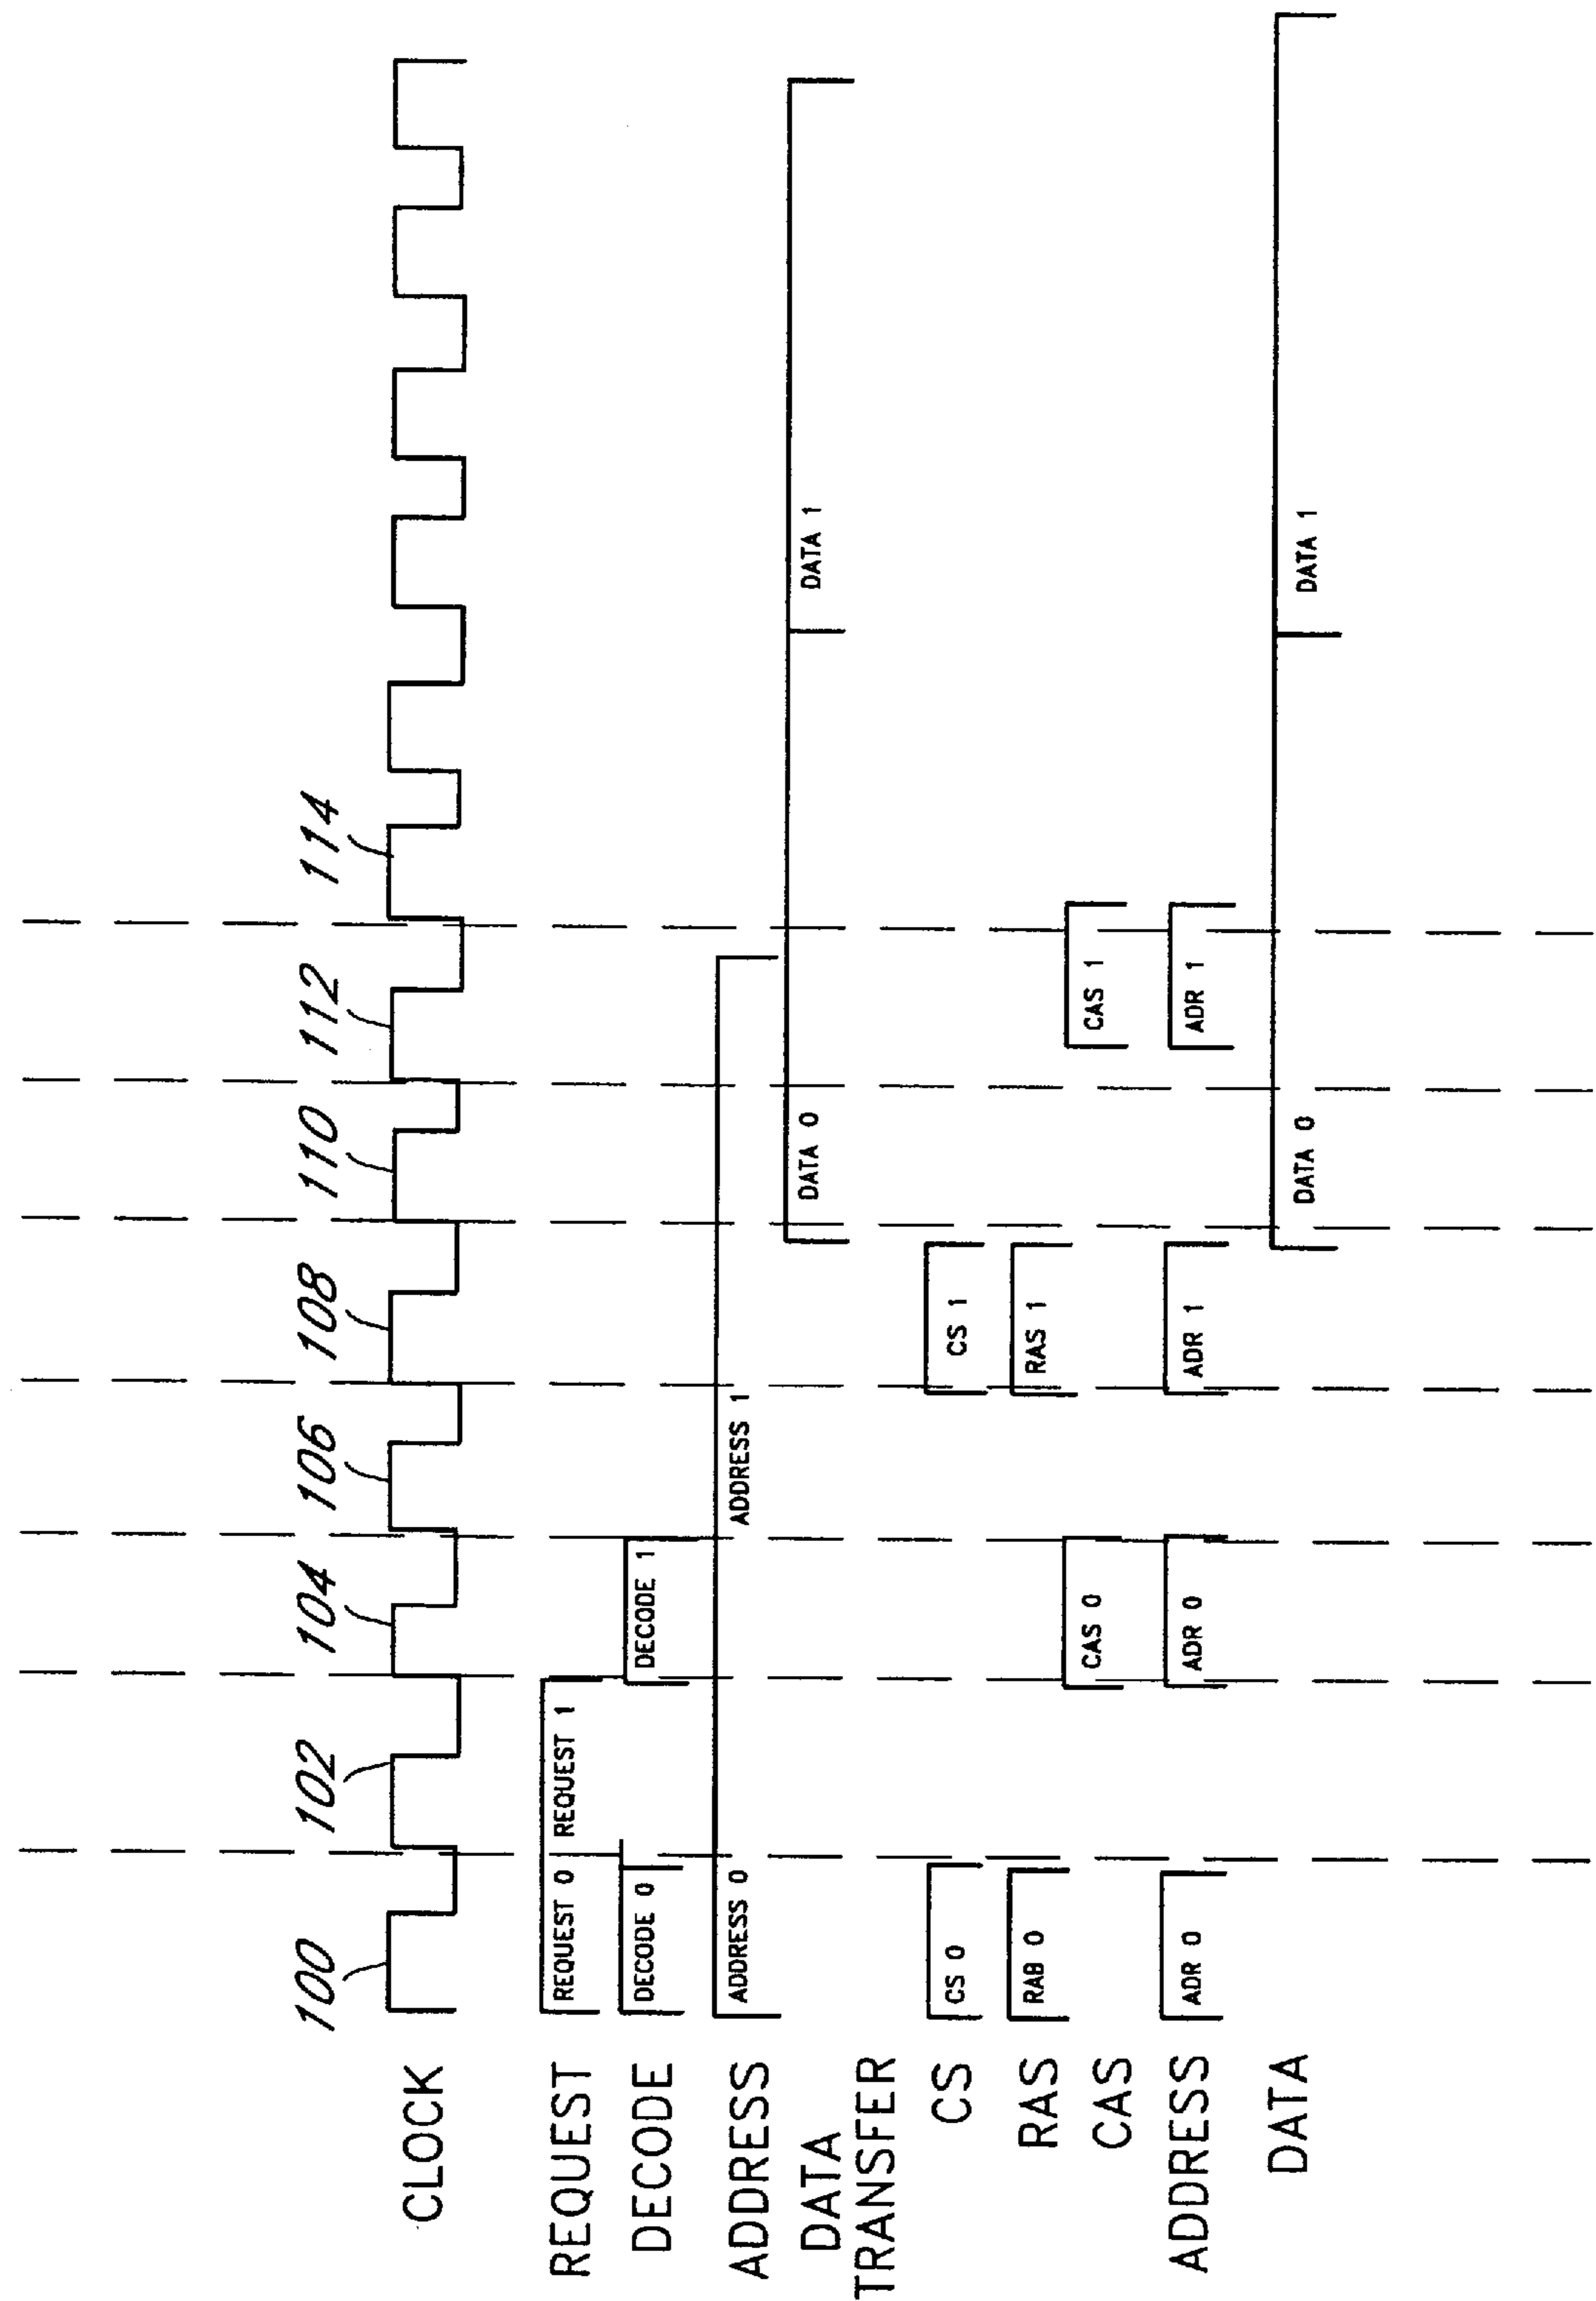 100 102 104 106 108 110 112 114
CLOCK
REQUEST REQUEST 0 REQUEST 1
DECODE DECODE 0 DECODE 1
ADDRESS ADDRESS 0 ADDRESS 1
DATA
TRANSFER DATA 0 DATA 1
CS CS 0 CS 1
RAS RAB 0 RAS 1
CAS CAS 0 CAS 1
ADDRESS ADR 0 ADR 0 ADR 1 ADR 1
DATA DATA 0 DATA 1